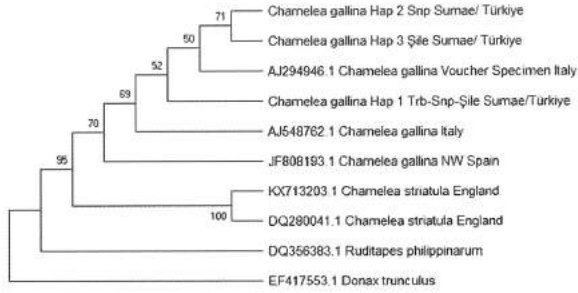 71
Chamelea gallina Hap 2 Snp Sumae/ Türkiye
50
Chamelea gallina Hap 3 Şile Sumae/ Türkiye
52
AJ294946.1 Chamelea gallina Voucher Specimen Italy
69
Chamelea gallina Hap 1 Trb-Snp-Şile Sumae/Türkiye
70
AJ548762.1 Chamelea gallina Italy
95
JF808193.1 Chamelea gallina NW Spain
KX713203.1 Chamelea striatula England
100
DQ280041.1 Chamelea striatula England
DQ356383.1 Ruditapes philippinarum
EF417553.1 Donax trunculus